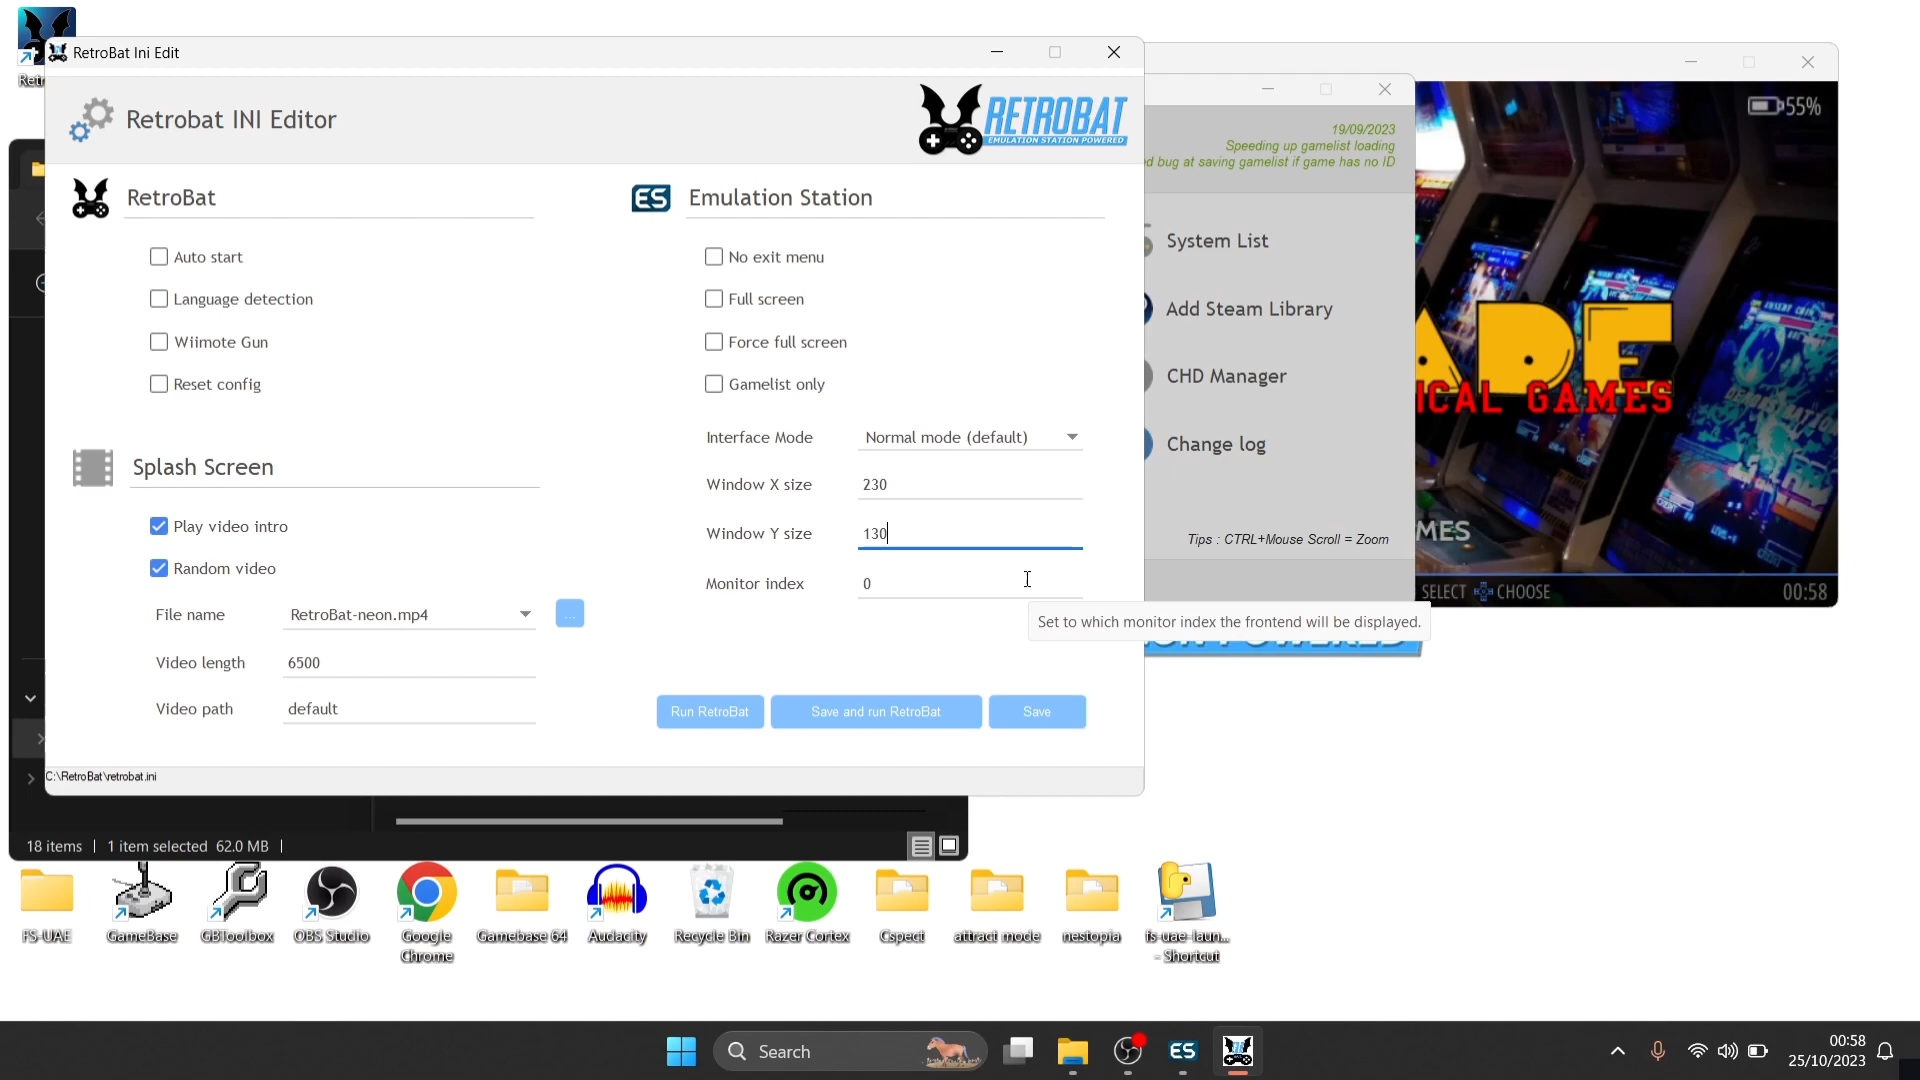 Retr
RetroBat Ini Edit
Retrobat INI Editor
RETROBAT
EMULATION STATION POWERED
RetroBat
Auto start
Language detection
Wiimote Gun
Reset config
Splash Screen
Play video intro
Random video
File name
RetroBat-neon.mp4
...
Video length
6500
Video path
default
ES
Emulation Station
No exit menu
Full screen
Force full screen
Gamelist only
Interface Mode
Normal mode (default)
Window X size
230
Window Y size
130
Monitor index
0
Set to which monitor index the frontend will be displayed.
Run RetroBat
Save and run RetroBat
Save
C:\RetroBat\retrobat.ini
19/09/2023
Speeding up gamelist loading
d bug at saving gamelist if game has no ID
System List
Add Steam Library
CHD Manager
Change log
Tips : CTRL+Mouse Scroll = Zoom
55%
ICAL GAMES
MES
SELECT
CHOOSE
00:58
18 items
1 item selected 62.0 MB
FS-UAE
GameBase
GBToolbox
OBS Studio
Google
Chrome
Gamebase 64
Audacity
Recycle Bin
Razer Cortex
Cspect
attract mode
nestopia
fs-uae-laun...
- Shortcut
Search
ES
00:58
25/10/2023